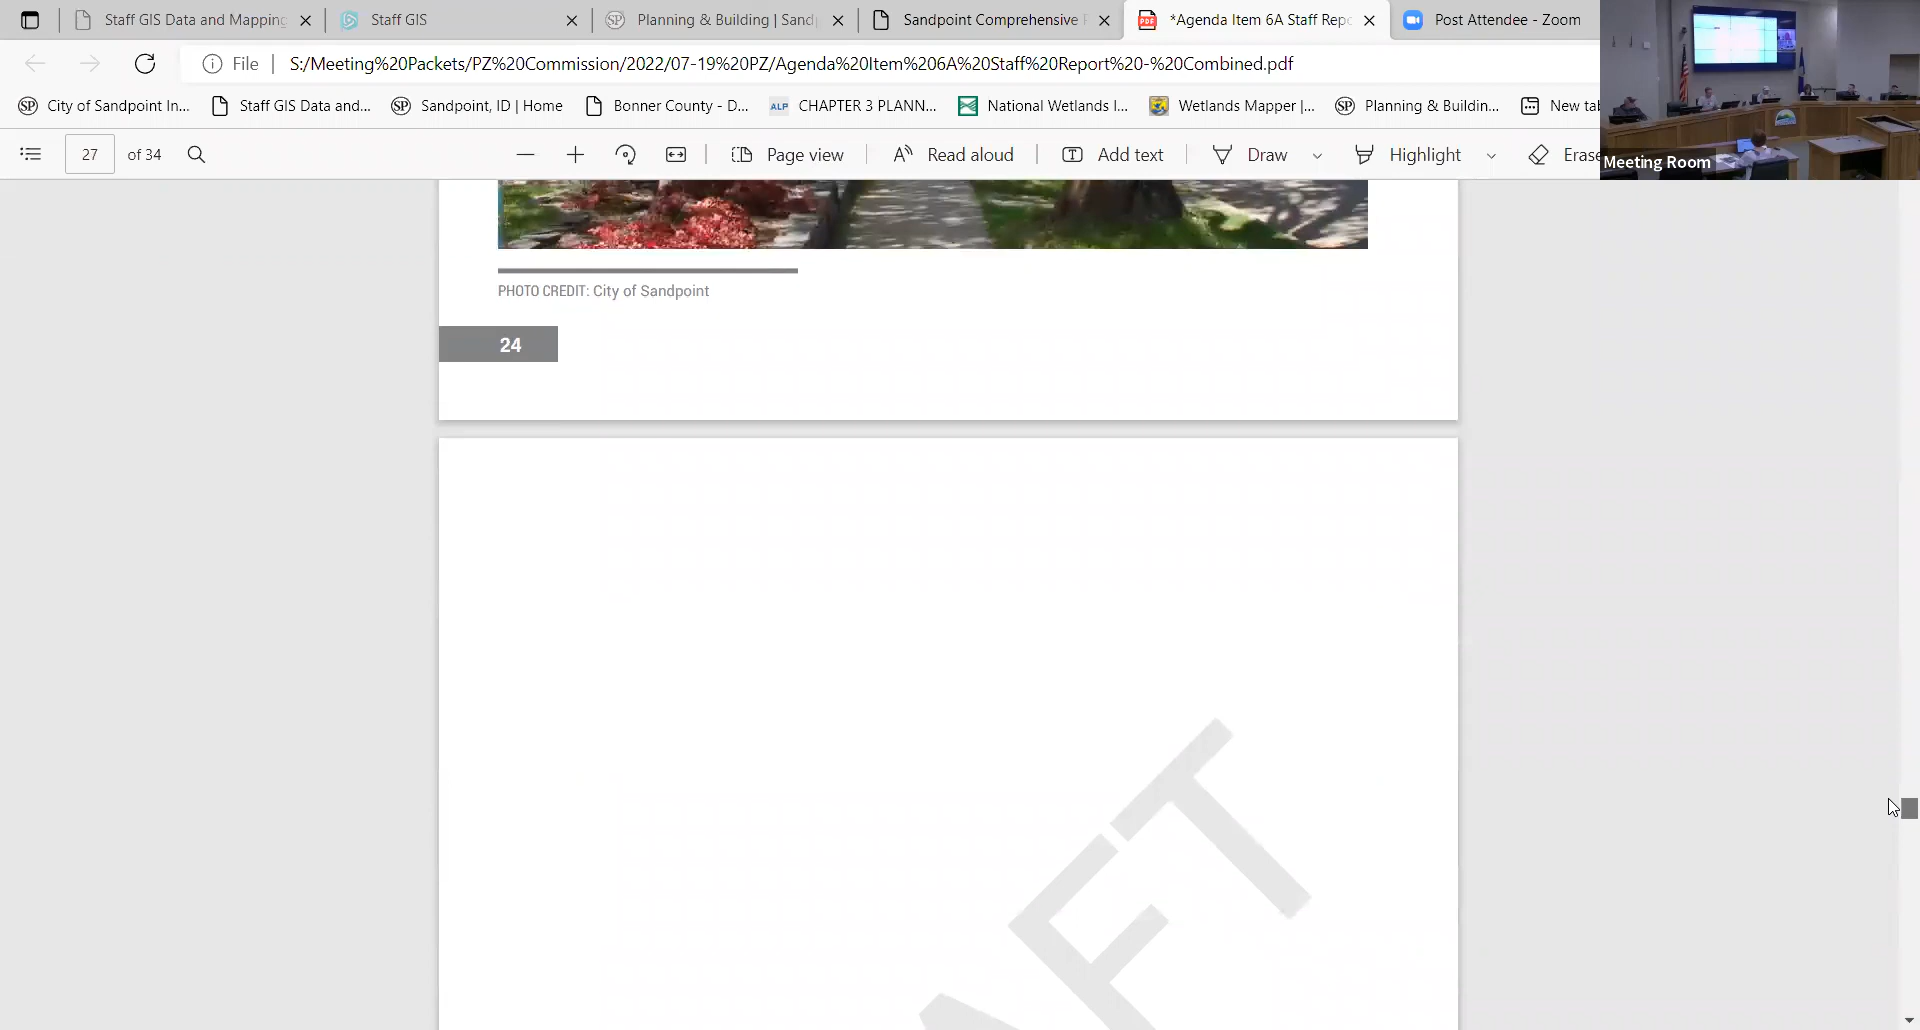 Staff GIS Data and Mapping
Staff GIS
Planning & Building | Sand
Sandpoint Comprehensive
*Agenda Item 6A Staff Repo
Post Attendee - Zoom
File
S:/Meeting%20Packets/PZ%20Commission/2022/07-19%20PZ/Agenda%20Item%206A%20Staff%20Report%20-%20Combined.pdf
City of Sandpoint In...
Staff GIS Data and...
Sandpoint, ID | Home
Bonner County - D...
ALP
CHAPTER 3 PLANN...
National Wetlands I...
Wetlands Mapper |...
Planning & Buildin...
New tab
27
of 34
Page view
Read aloud
Add text
Draw
Highlight
Erase
Meeting Room
PHOTO CREDIT: City of Sandpoint
24
AFT